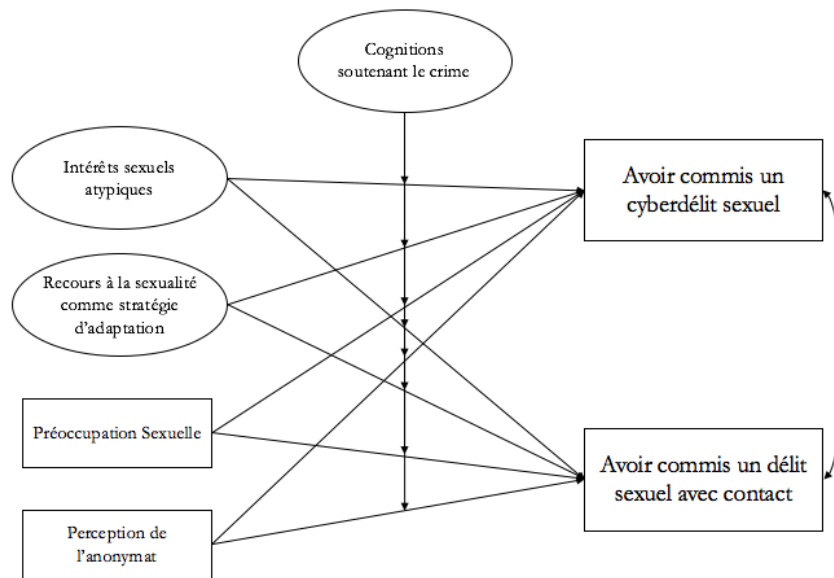 Cognitions
soutenant le crime
Intérêts sexuels
atypiques
Avoir commis un
cyberdélit sexuel
Recours à la sexualité
comme stratégie
d'adaptation
Préoccupation Sexuelle
Avoir commis un délit
sexuel avec contact
Perception de
l'anonymat